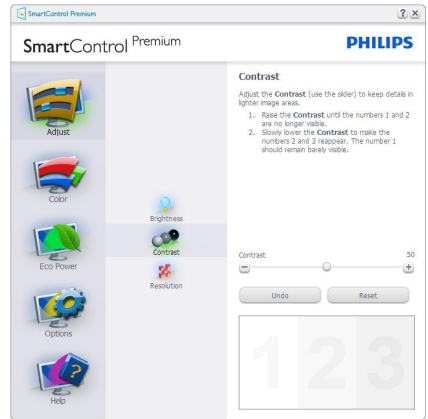 SmartControl Premium
? ×
SmartControl Premium
PHILIPS
Adjust
Color
Eco Power
Options
Help
Brightness
Contrast
Resolution
Contrast
Adjust the Contrast (use the slider) to keep details in
lighter image areas.
1. Raise the Contrast until the numbers 1 and 2
are no longer visible.
2. Slowly lower the Contrast to make the
numbers 2 and 3 reappear. The number 1
should remain barely visible.
Contrast 50
− +
Undo Reset
1 2 3